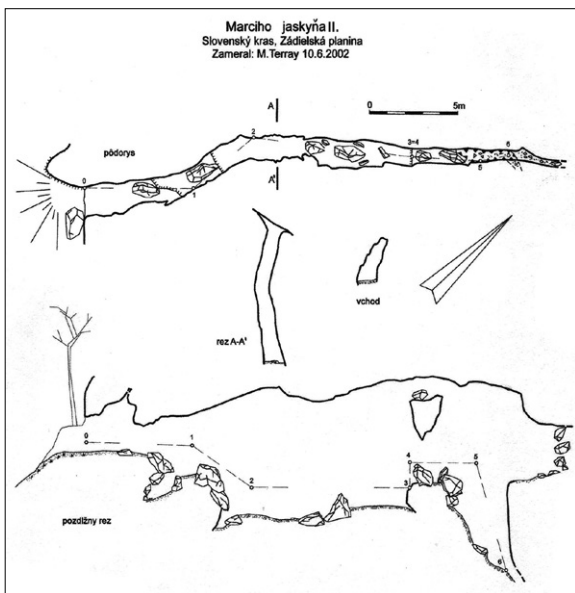 Marciho jaskyňa II.
Slovenský kras, Zádielská planina
Zameral: M.Terray 10.6.2002
A
0 5m
pôdorys
2
3=4
6
0
1
5
A'
vchod
rez A-A'
0
1
4
5
2
3
6
pozdĺžny rez